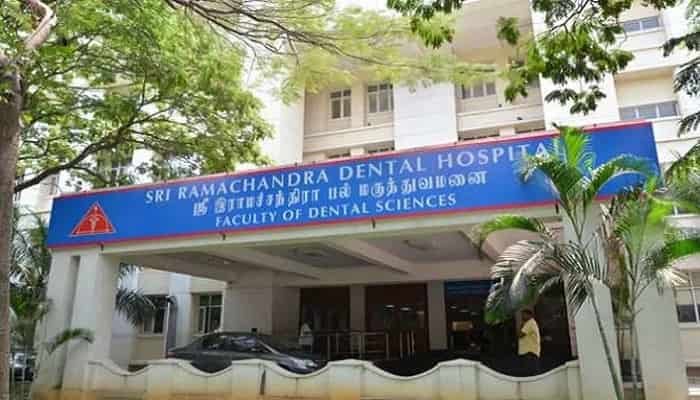 SRI RAMACHANDRA DENTAL HOSPITAL
ஸ்ரீ இராமச்சந்திரா பல் மருத்துவமனை
FACULTY OF DENTAL SCIENCES